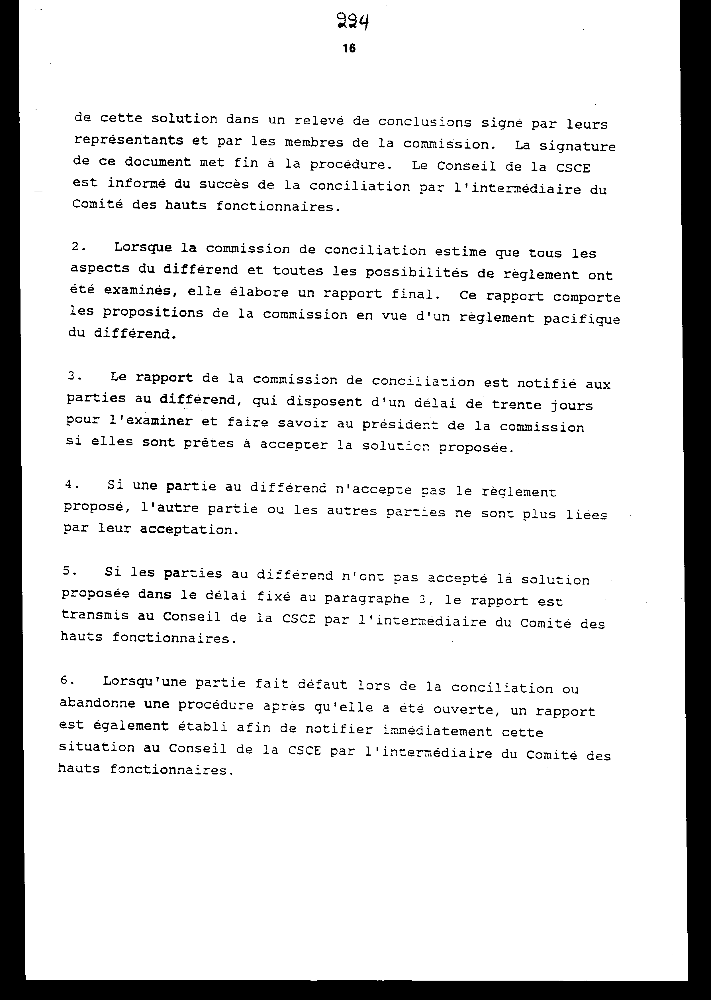 224
16
de cette solution dans un relevé de conclusions signé par leurs
représentants et par les membres de la commission. La signature
de ce document met fin à la procédure. Le Conseil de la CSCE
est informé du succès de la conciliation par l'intermédiaire du
Comité des hauts fonctionnaires.
2. Lorsque la commission de conciliation estime que tous les
aspects du différend et toutes les possibilités de règlement ont
été examinés, elle élabore un rapport final. Ce rapport comporte
les propositions de la commission en vue d'un règlement pacifique
du différend.
3. Le rapport de la commission de conciliation est notifié aux
parties au différend, qui disposent d'un délai de trente jours
pour l'examiner et faire savoir au président de la commission
si elles sont prêtes à accepter la solution proposée.
4. Si une partie au différend n'accepte pas le règlement
proposé, l'autre partie ou les autres parties ne sont plus liées
par leur acceptation.
5. Si les parties au différend n'ont pas accepté la solution
proposée dans le délai fixé au paragraphe 3, le rapport est
transmis au Conseil de la CSCE par l'intermédiaire du Comité des
hauts fonctionnaires.
6. Lorsqu'une partie fait défaut lors de la conciliation ou
abandonne une procédure après qu'elle a été ouverte, un rapport
est également établi afin de notifier immédiatement cette
situation au Conseil de la CSCE par l'intermédiaire du Comité des
hauts fonctionnaires.